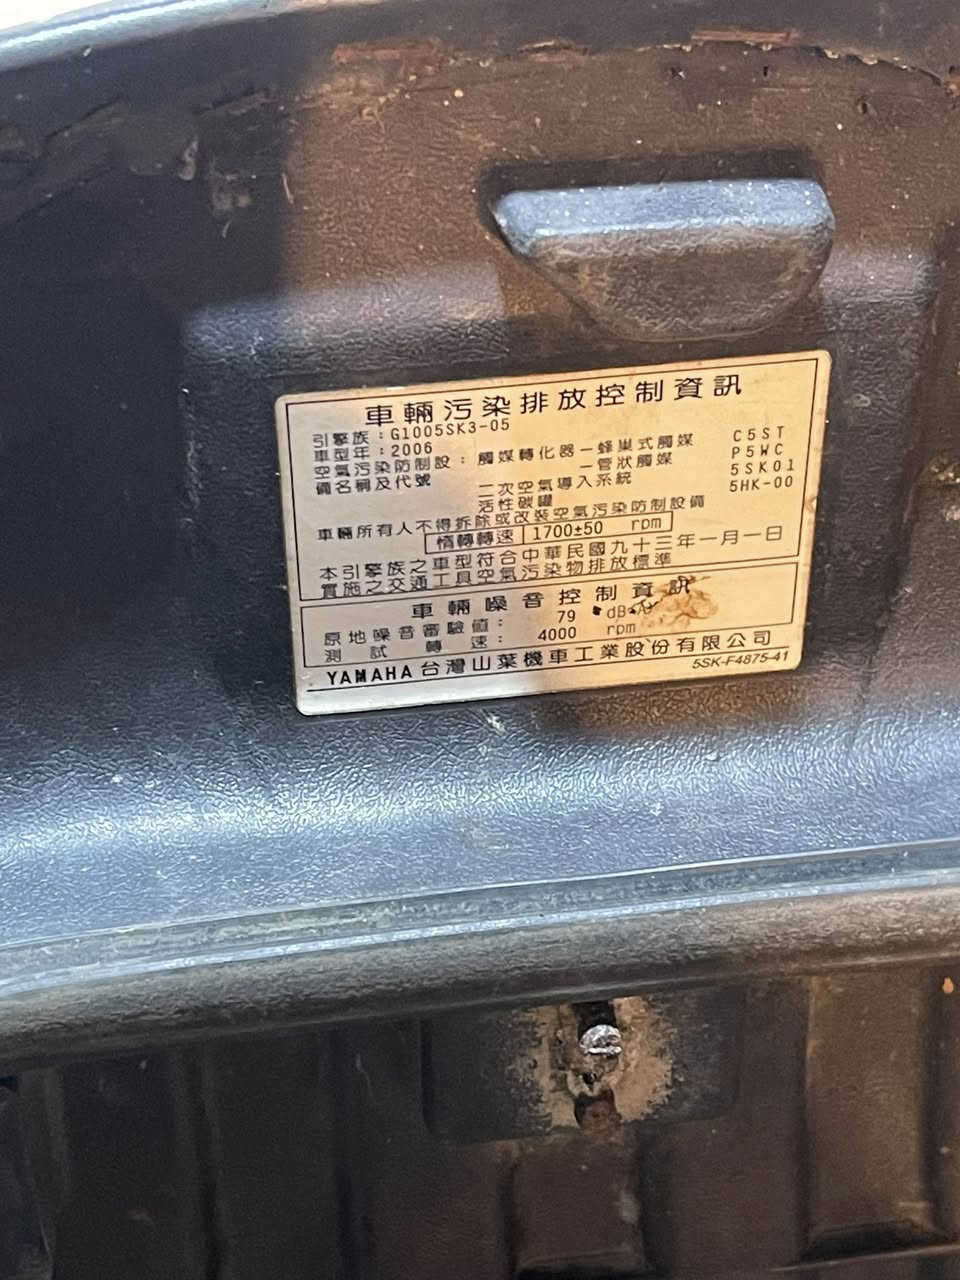 車輛污染排放控制資訊
引擎族：G1005SK3-05
車型年：2006
空氣污染防制設：觸媒轉化器－蜂巢式觸媒 C5ST
備名稱及代號 －管狀觸媒 P5WC
二次空氣導入系統 5SK01
活性碳罐 5HK-00
車輛所有人不得拆除或改裝空氣污染防制設備
惰轉轉速 1700±50 rpm
本引擎族之車型符合中華民國九十三年一月一日
實施之交通工具空氣污染物排放標準
車輛噪音控制資訊
原地噪音審驗值： 79 dB-A
測試轉速： 4000 rpm
YAMAHA 台灣山葉機車工業股份有限公司
5SK-F4875-41